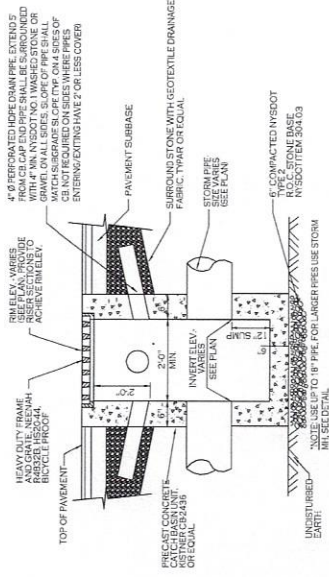 HEAVY DUTY FRAME
AND GRATE, NEENAH
R4832B, HS20-44,
BICYCLE PROOF
TOP OF PAVEMENT
RIM ELEV. - VARIES
(SEE PLAN). PROVIDE
RISER SECTIONS TO
ACHIEVE RIM ELEV.
4" Ø PERFORATED HDPE DRAIN PIPE, EXTEND 5'
FROM CB. CAP END PIPE SHALL BE SURROUNDED
WITH 4" MIN. NYSDOT NO. 1 WASHED STONE OR
GRAVEL ON ALL SIDES. SLOPE OF PIPE SHALL
MATCH SUBGRADE SLOPE (TYP. ON 4 SIDES OF
CB. NOT REQUIRED ON SIDES WHERE PIPES
ENTERING/EXITING HAVE 2' OR LESS COVER)
PAVEMENT SUBBASE
SURROUND STONE WITH GEOTEXTILE DRAINAGE
FABRIC, TYPAR OR EQUAL
STORM PIPE
SIZE VARIES
(SEE PLAN)
6" COMPACTED NYSDOT
TYPE 2
R.O.C. STONE BASE
NYSDOT ITEM 304.03
2'-0"
6"
2'-0"
MIN.
6"
INVERT ELEV.-
VARIES
SEE PLAN
12" SUMP
6"
PRECAST CONCRETE
CATCH BASIN UNIT,
KISTNER CB-2436
OR EQUAL
UNDISTURBED
EARTH
*NOTE: USE UP TO 18" PIPE, FOR LARGER PIPES USE STORM
MH, SEE DETAIL